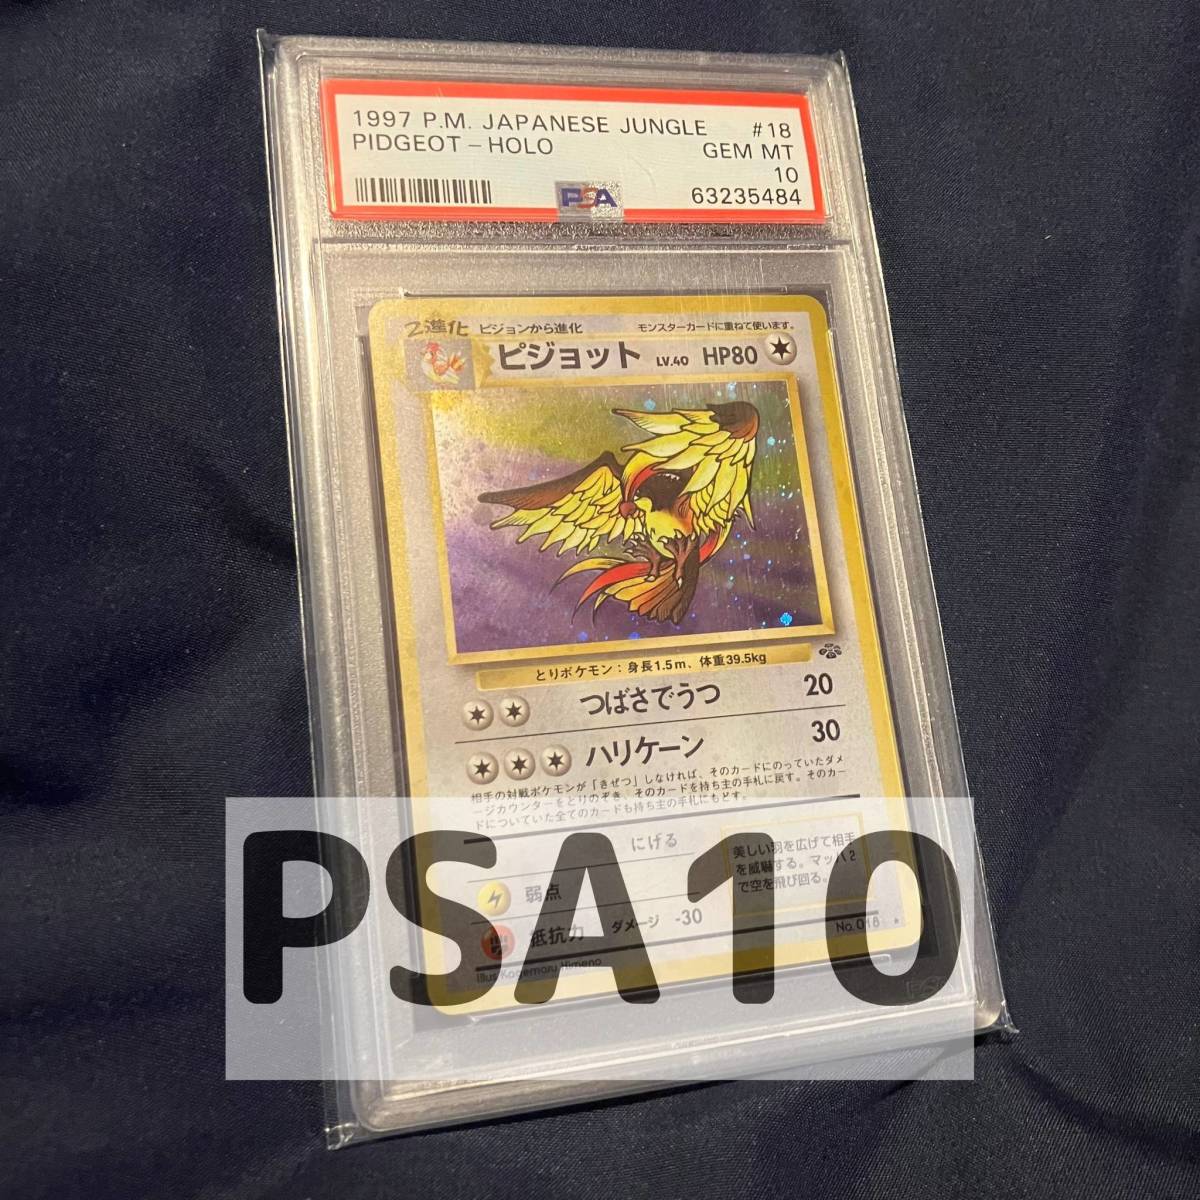 1997 P.M. JAPANESE JUNGLE #18
PIDGEOT – HOLO GEM MT
10
PSA 63235484
2進化 ピジョンから進化 モンスターカードに重ねて使います。
ピジョット LV.40 HP80
とりポケモン：身長1.5m、体重39.5kg
つばさでうつ 20
ハリケーン 30
相手の対戦ポケモンが「きぜつ」しなければ、そのカードにのっていたダメ
ージカウンターをとりのぞき、そのカードを持ち主の手札に戻す。そのカー
ドについていた全てのカードも持ち主の手札にもどす。
にげる
弱点
抵抗力 ダメージ -30
美しい羽を広げて相手
を威嚇する。マッハ2
で空を飛び回る。
No.018
Illus. Kagemaru Himeno
PSA10